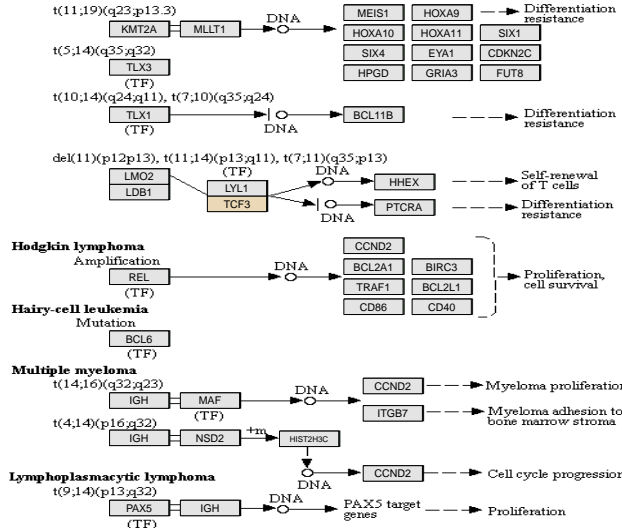 t(11;19)(q23;p13.3)
KMT2A MLLT1 DNA MEIS1 HOXA9 Differentiation
resistance
HOXA10 HOXA11 SIX1
SIX4 EYA1 CDKN2C
HPGD GRIA3 FUT8
t(5;14)(q35;q32)
TLX3
(TF)
t(10;14)(q24;q11), t(7;10)(q35;q24)
TLX1 BCL11B Differentiation
resistance
(TF) DNA
del(11)(p12p13), t(11;14)(p13;q11), t(7;11)(q35;p13)
(TF) DNA
LMO2 LYL1 HHEX Self-renewal
of T cells
LDB1 TCF3 PTCRA Differentiation
resistance
DNA
Hodgkin lymphoma
Amplification
REL DNA
(TF)
CCND2
BCL2A1 BIRC3
TRAF1 BCL2L1
CD86 CD40
Proliferation,
cell survival
Hairy-cell leukemia
Mutation
BCL6
(TF)
Multiple myeloma
t(14;16)(q32;q23)
IGH MAF DNA CCND2 Myeloma proliferation
(TF)
ITGB7 Myeloma adhesion to
bone marrow stroma
t(4;14)(p16;q32)
IGH NSD2 +m HIST2H3C
DNA CCND2 Cell cycle progression
Lymphoplasmacytic lymphoma
t(9;14)(p13;q32)
PAX5 IGH DNA PAX5 target
genes Proliferation
(TF)